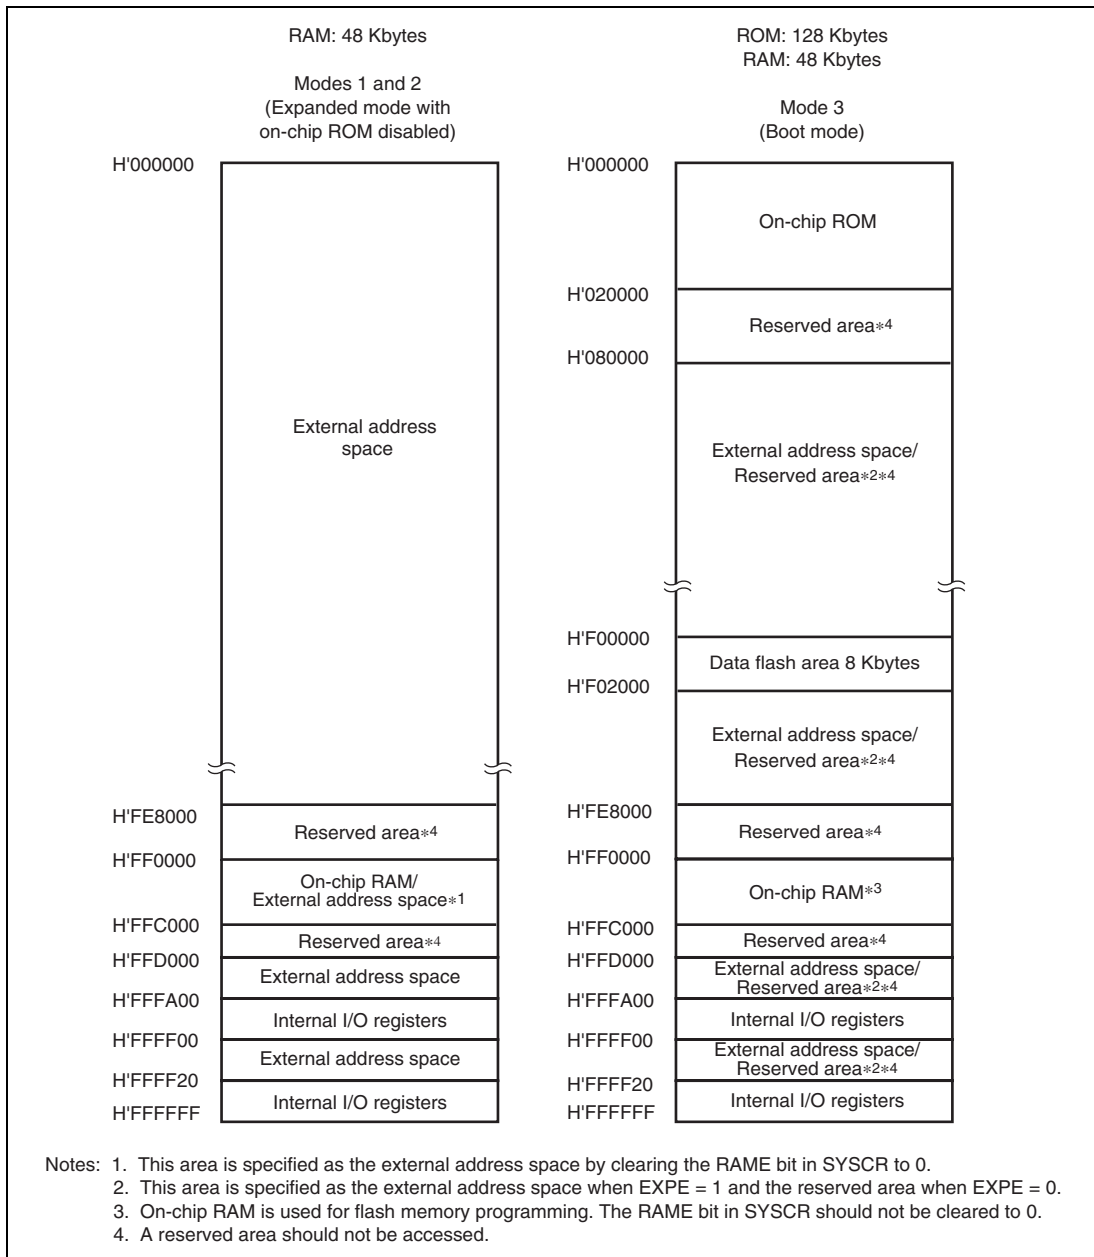 RAM: 48 Kbytes
Modes 1 and 2
(Expanded mode with
on-chip ROM disabled)
H'000000
External address
space
H'FE8000
Reserved area*4
H'FF0000
On-chip RAM/
External address space*1
H'FFC000
Reserved area*4
H'FFD000
External address space
H'FFFA00
Internal I/O registers
H'FFFF00
External address space
H'FFFF20
Internal I/O registers
H'FFFFFF
ROM: 128 Kbytes
RAM: 48 Kbytes
Mode 3
(Boot mode)
H'000000
On-chip ROM
H'020000
Reserved area*4
H'080000
External address space/
Reserved area*2*4
H'F00000
Data flash area 8 Kbytes
H'F02000
External address space/
Reserved area*2*4
H'FE8000
Reserved area*4
H'FF0000
On-chip RAM*3
H'FFC000
Reserved area*4
H'FFD000
External address space/
Reserved area*2*4
H'FFFA00
Internal I/O registers
H'FFFF00
External address space/
Reserved area*2*4
H'FFFF20
Internal I/O registers
H'FFFFFF
Notes: 1. This area is specified as the external address space by clearing the RAME bit in SYSCR to 0.
2. This area is specified as the external address space when EXPE = 1 and the reserved area when EXPE = 0.
3. On-chip RAM is used for flash memory programming. The RAME bit in SYSCR should not be cleared to 0.
4. A reserved area should not be accessed.